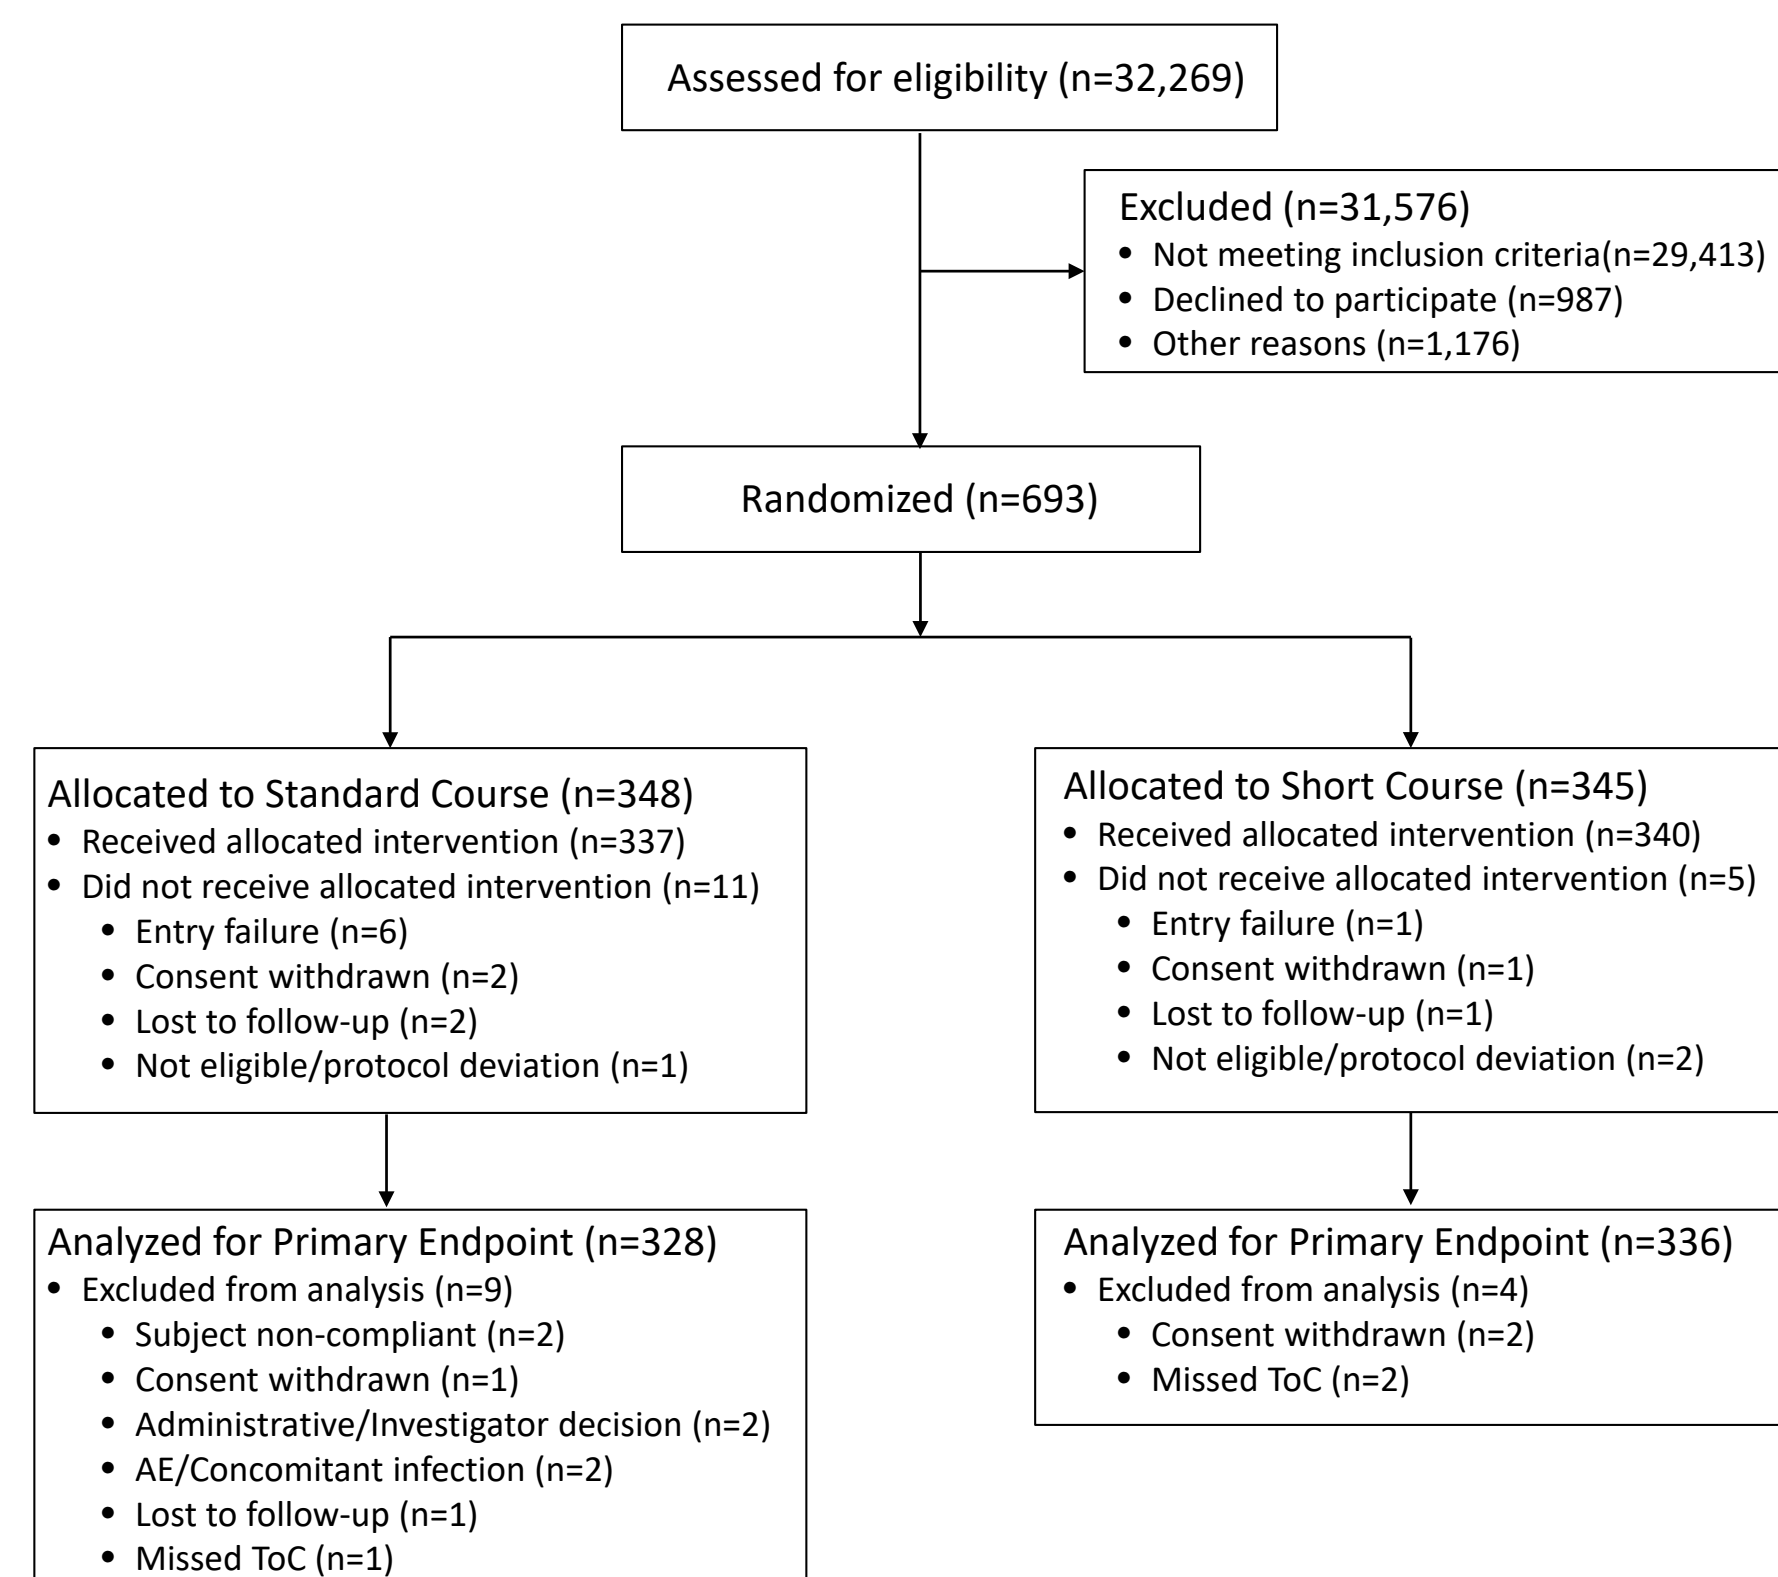 Assessed for eligibility (n=32,269)
Excluded (n=31,576)
• Not meeting inclusion criteria(n=29,413)
• Declined to participate (n=987)
• Other reasons (n=1,176)
Randomized (n=693)
Allocated to Standard Course (n=348)
• Received allocated intervention (n=337)
• Did not receive allocated intervention (n=11)
• Entry failure (n=6)
• Consent withdrawn (n=2)
• Lost to follow-up (n=2)
• Not eligible/protocol deviation (n=1)
Allocated to Short Course (n=345)
• Received allocated intervention (n=340)
• Did not receive allocated intervention (n=5)
• Entry failure (n=1)
• Consent withdrawn (n=1)
• Lost to follow-up (n=1)
• Not eligible/protocol deviation (n=2)
Analyzed for Primary Endpoint (n=328)
• Excluded from analysis (n=9)
• Subject non-compliant (n=2)
• Consent withdrawn (n=1)
• Administrative/Investigator decision (n=2)
• AE/Concomitant infection (n=2)
• Lost to follow-up (n=1)
• Missed ToC (n=1)
Analyzed for Primary Endpoint (n=336)
• Excluded from analysis (n=4)
• Consent withdrawn (n=2)
• Missed ToC (n=2)